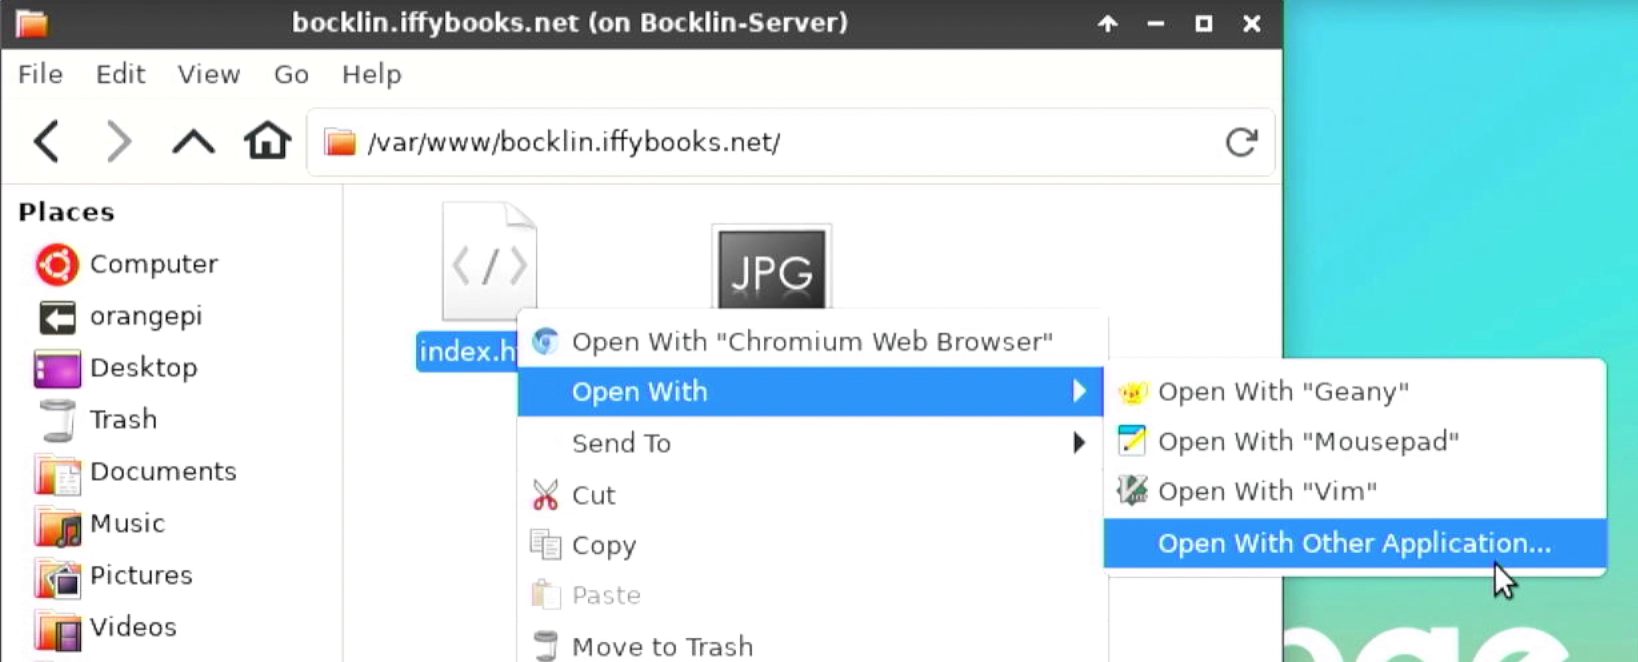 bocklin.iffybooks.net (on Bocklin-Server)
File Edit View Go Help
/var/www/bocklin.iffybooks.net/
Places
Computer
orangepi
Desktop
Trash
Documents
Music
Pictures
Videos
JPG
index.h
Open With "Chromium Web Browser"
Open With
Send To
Cut
Copy
Paste
Move to Trash
Open With "Geany"
Open With "Mousepad"
Open With "Vim"
Open With Other Application...